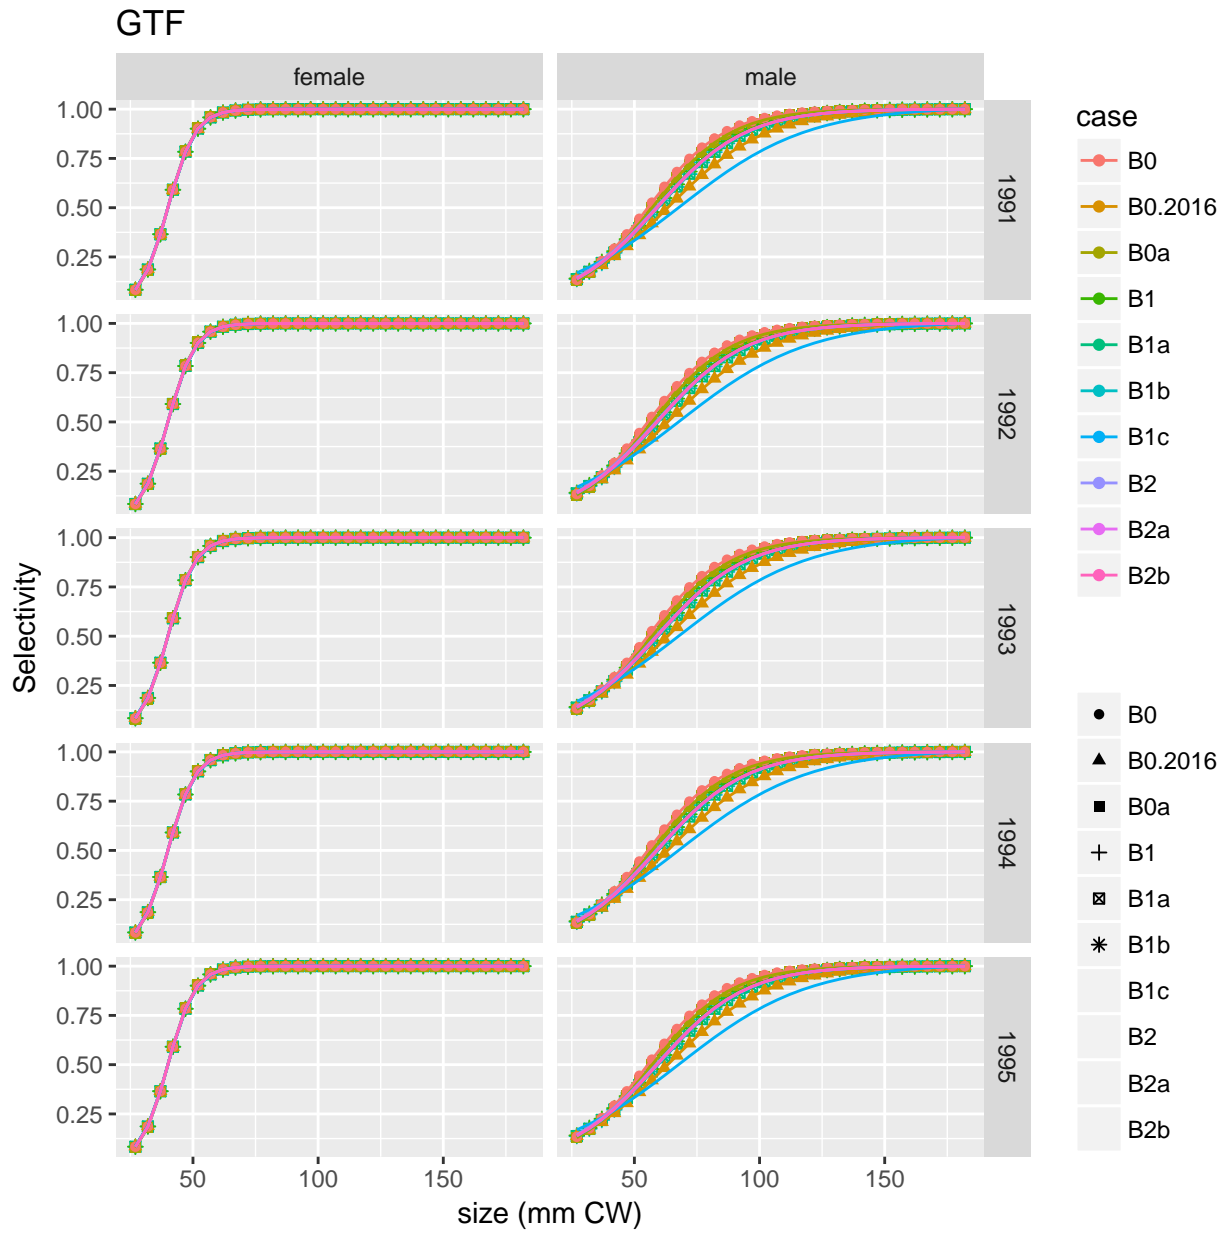 GTF
female
male
1.00
0.75
0.50
0.25
1991
1.00
0.75
0.50
0.25
1992
1.00
0.75
0.50
0.25
1993
1.00
0.75
0.50
0.25
1994
1.00
0.75
0.50
0.25
1995
50
100
150
50
100
150
size (mm CW)
Selectivity
case
B0
B0.2016
B0a
B1
B1a
B1b
B1c
B2
B2a
B2b
B0
B0.2016
B0a
B1
B1a
B1b
B1c
B2
B2a
B2b